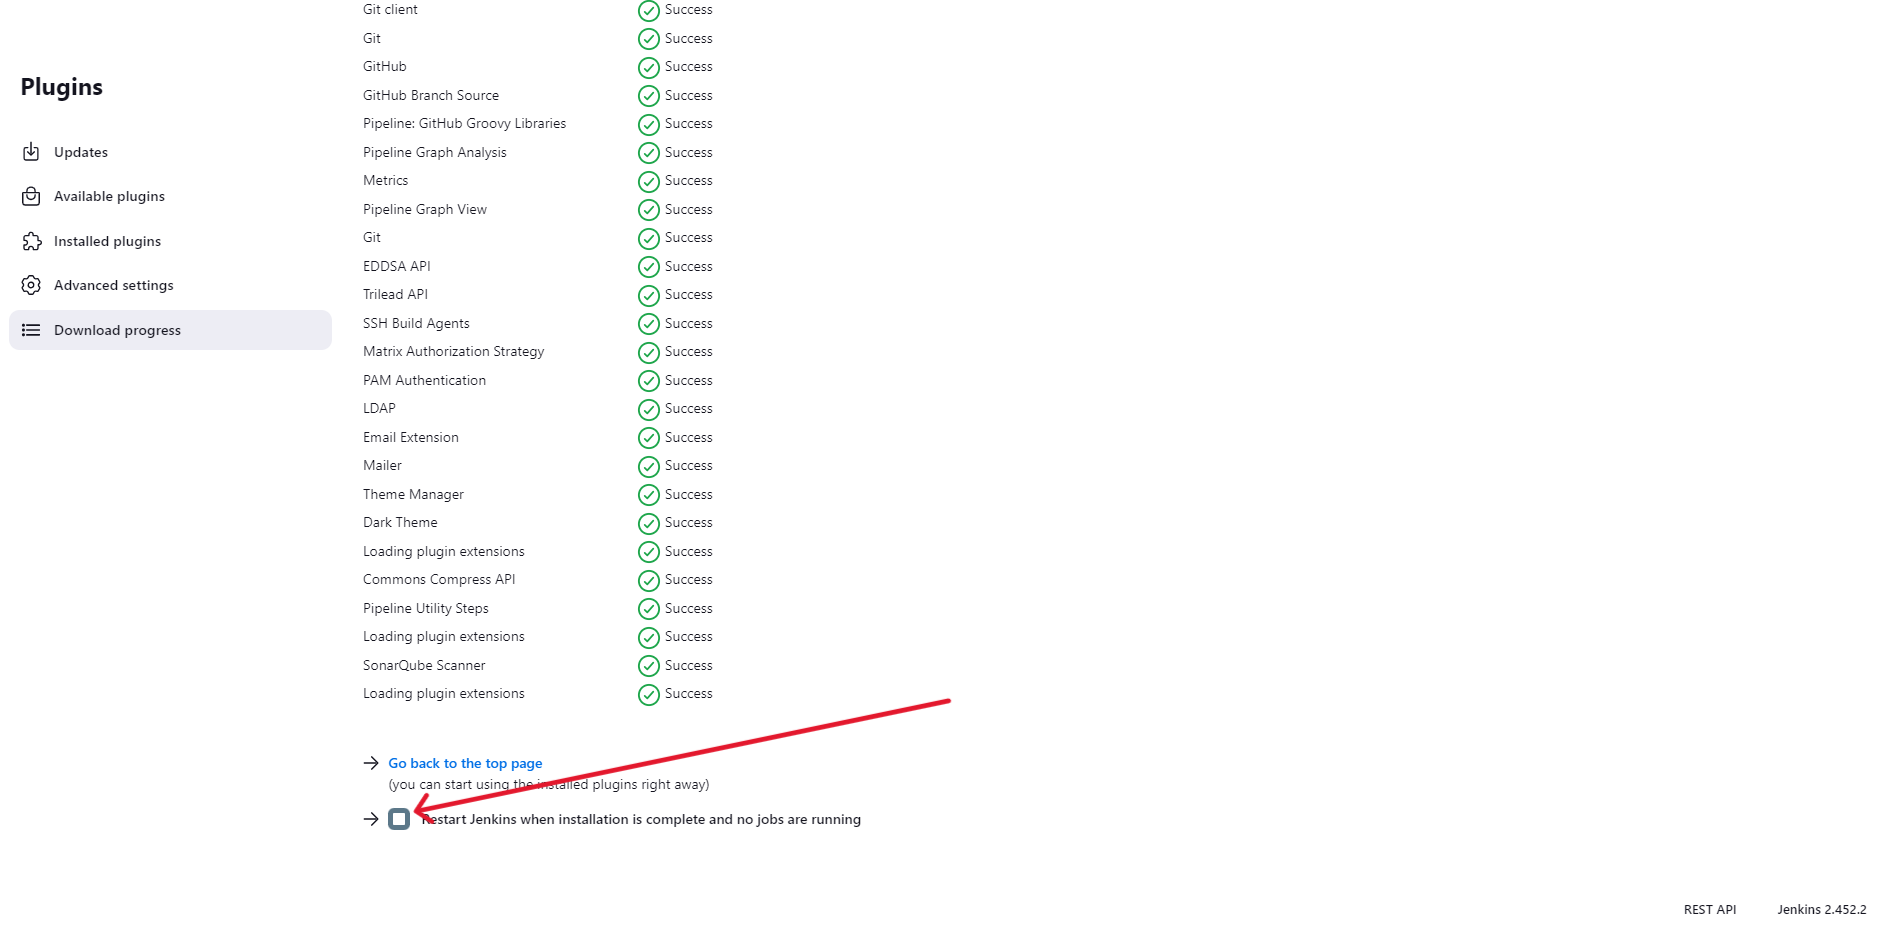 Plugins
Updates
Available plugins
Installed plugins
Advanced settings
Download progress
Git client Success
Git Success
GitHub Success
GitHub Branch Source Success
Pipeline: GitHub Groovy Libraries Success
Pipeline Graph Analysis Success
Metrics Success
Pipeline Graph View Success
Git Success
EDDSA API Success
Trilead API Success
SSH Build Agents Success
Matrix Authorization Strategy Success
PAM Authentication Success
LDAP Success
Email Extension Success
Mailer Success
Theme Manager Success
Dark Theme Success
Loading plugin extensions Success
Commons Compress API Success
Pipeline Utility Steps Success
Loading plugin extensions Success
SonarQube Scanner Success
Loading plugin extensions Success
Go back to the top page
(you can start using the installed plugins right away)
Restart Jenkins when installation is complete and no jobs are running
REST API Jenkins 2.452.2